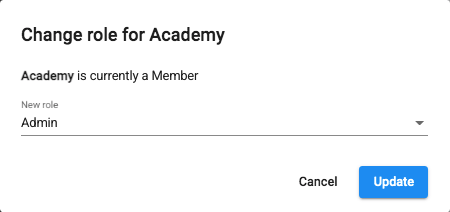 Change role for Academy
Academy is currently a Member
New role
Admin
Cancel
Update